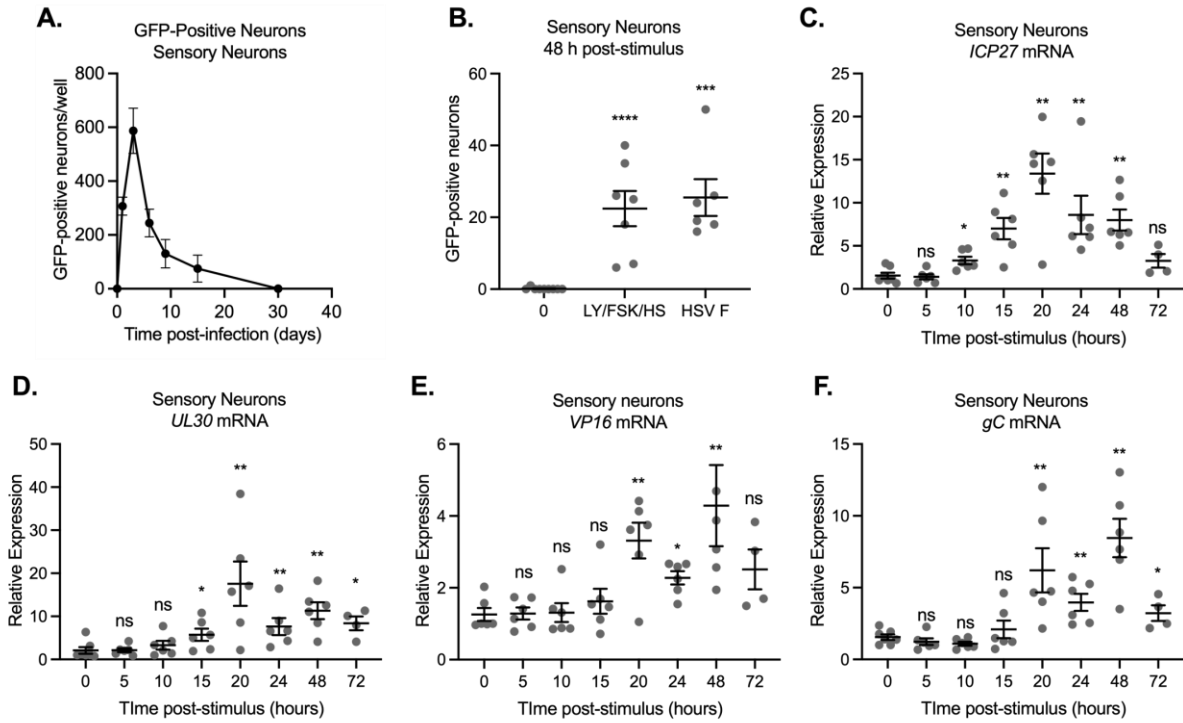 A.
GFP-Positive Neurons
Sensory Neurons
GFP-positive neurons/well
800
600
400
200
0
0 10 20 30 40
Time post-infection (days)
B.
Sensory Neurons
48 h post-stimulus
GFP-positive neurons
60
40
20
0
**** ***
0 LY/FSK/HS HSV F
C.
Sensory Neurons
ICP27 mRNA
Relative Expression
25
20
15
10
5
0
ns * ** ** ** ** ns
0 5 10 15 20 24 48 72
TIme post-stimulus (hours)
D.
Sensory Neurons
UL30 mRNA
Relative Expression
50
40
30
20
10
0
ns ns * ** ** ** *
0 5 10 15 20 24 48 72
TIme post-stimulus (hours)
E.
Sensory neurons
VP16 mRNA
Relative Expression
6
4
2
0
ns ns ns ** * ** ns
0 5 10 15 20 24 48 72
TIme post-stimulus (hours)
F.
Sensory Neurons
gC mRNA
Relative Expression
15
10
5
0
ns ns ns ** ** ** *
0 5 10 15 20 24 48 72
TIme post-stimulus (hours)